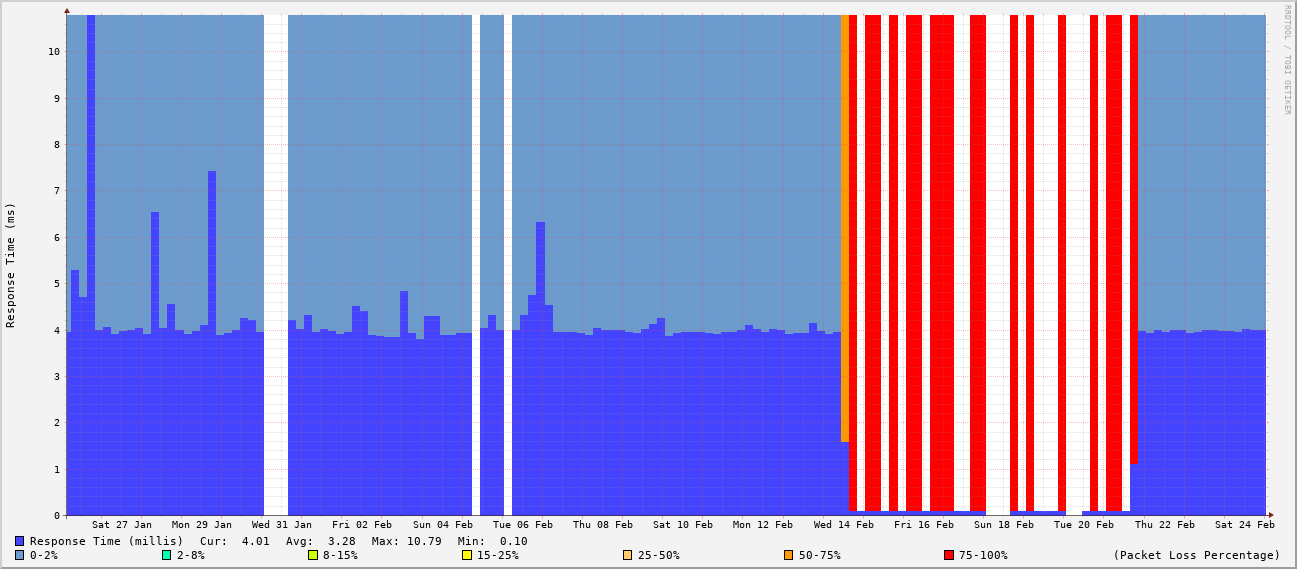 RRDTOOL / TOBI OETIKER
Response Time (ms)
10
9
8
7
6
5
4
3
2
1
0
Sat 27 Jan Mon 29 Jan Wed 31 Jan Fri 02 Feb Sun 04 Feb Tue 06 Feb Thu 08 Feb Sat 10 Feb Mon 12 Feb Wed 14 Feb Fri 16 Feb Sun 18 Feb Tue 20 Feb Thu 22 Feb Sat 24 Feb
Response Time (millis) Cur: 4.01 Avg: 3.28 Max: 10.79 Min: 0.10
0-2% 2-8% 8-15% 15-25% 25-50% 50-75% 75-100% (Packet Loss Percentage)